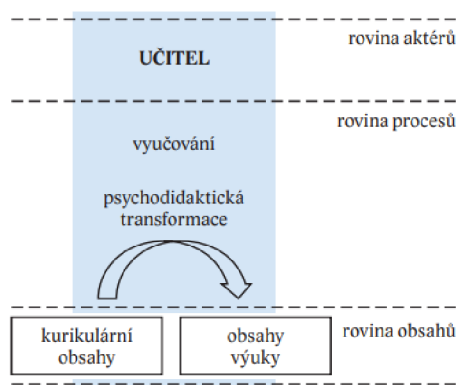 rovina aktérů
UČITEL
rovina procesů
vyučování
psychodidaktická
transformace
kurikulární
obsahy
obsahy
výuky
rovina obsahů